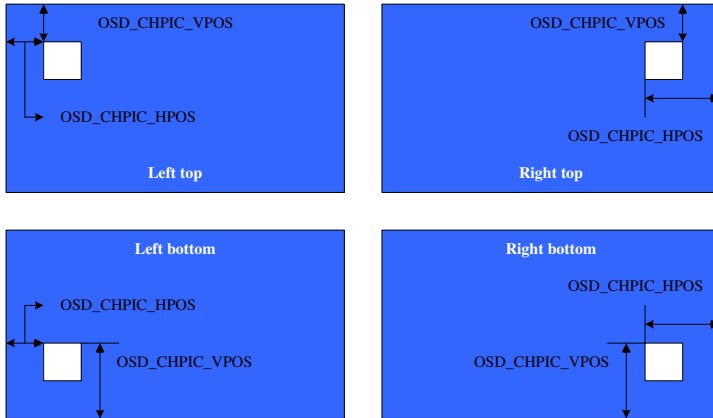 OSD_CHPIC_VPOS
OSD_CHPIC_HPOS
Left top
OSD_CHPIC_VPOS
OSD_CHPIC_HPOS
Right top
Left bottom
OSD_CHPIC_HPOS
OSD_CHPIC_VPOS
Right bottom
OSD_CHPIC_HPOS
OSD_CHPIC_VPOS